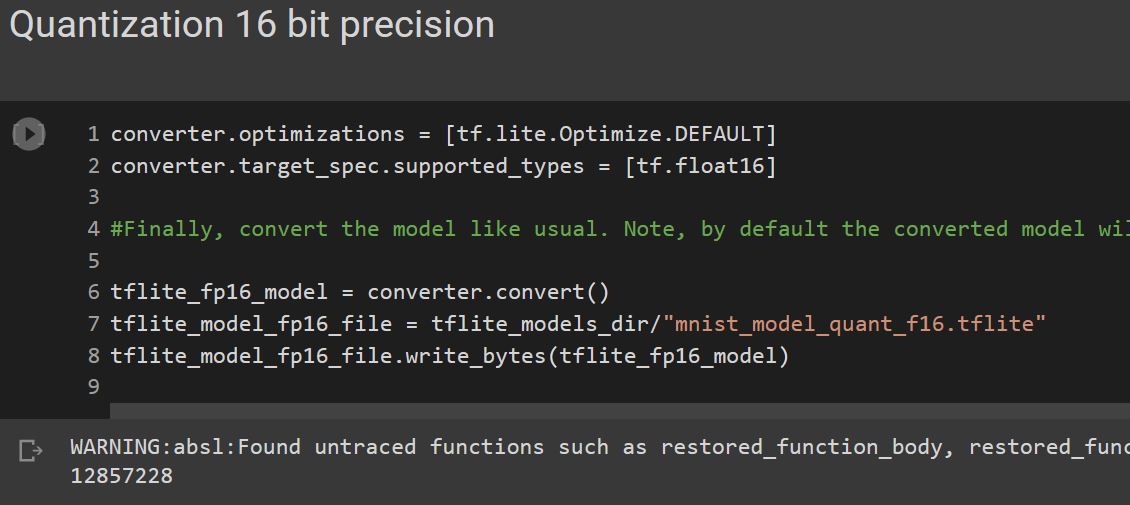 Quantization 16 bit precision
1 converter.optimizations = [tf.lite.Optimize.DEFAULT]
2 converter.target_spec.supported_types = [tf.float16]
3
4 #Finally, convert the model like usual. Note, by default the converted model wil
5
6 tflite_fp16_model = converter.convert()
7 tflite_model_fp16_file = tflite_models_dir/"mnist_model_quant_f16.tflite"
8 tflite_model_fp16_file.write_bytes(tflite_fp16_model)
9
WARNING:absl:Found untraced functions such as restored_function_body, restored_func
12857228